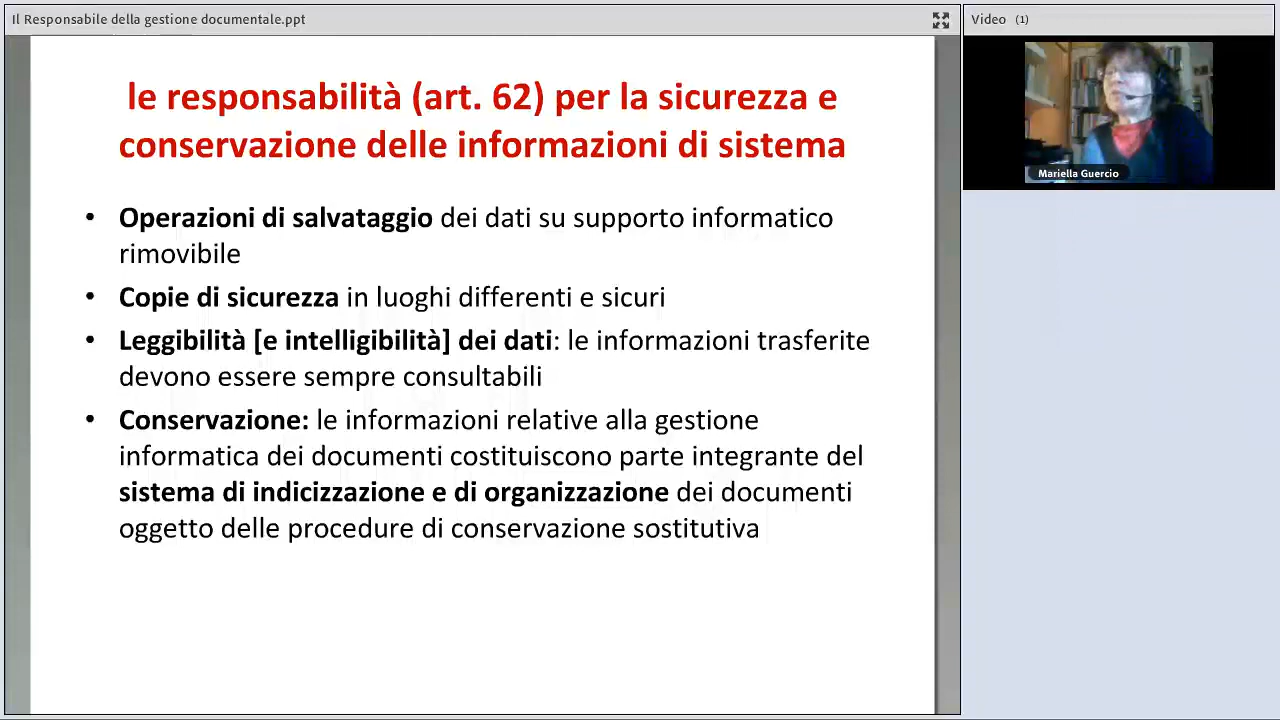 Il Responsabile della gestione documentale.ppt
Video (1)
Mariella Guercio
le responsabilità (art. 62) per la sicurezza e
conservazione delle informazioni di sistema
• Operazioni di salvataggio dei dati su supporto informatico
rimovibile
• Copie di sicurezza in luoghi differenti e sicuri
• Leggibilità [e intelligibilità] dei dati: le informazioni trasferite
devono essere sempre consultabili
• Conservazione: le informazioni relative alla gestione
informatica dei documenti costituiscono parte integrante del
sistema di indicizzazione e di organizzazione dei documenti
oggetto delle procedure di conservazione sostitutiva